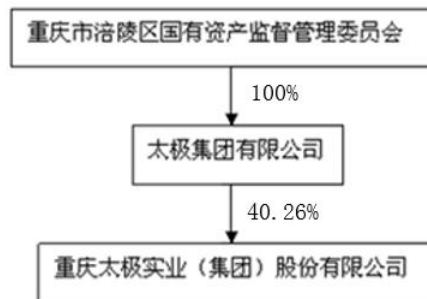 重庆市涪陵区国有资产监督管理委员会
100%
太极集团有限公司
40.26%
重庆太极实业（集团）股份有限公司